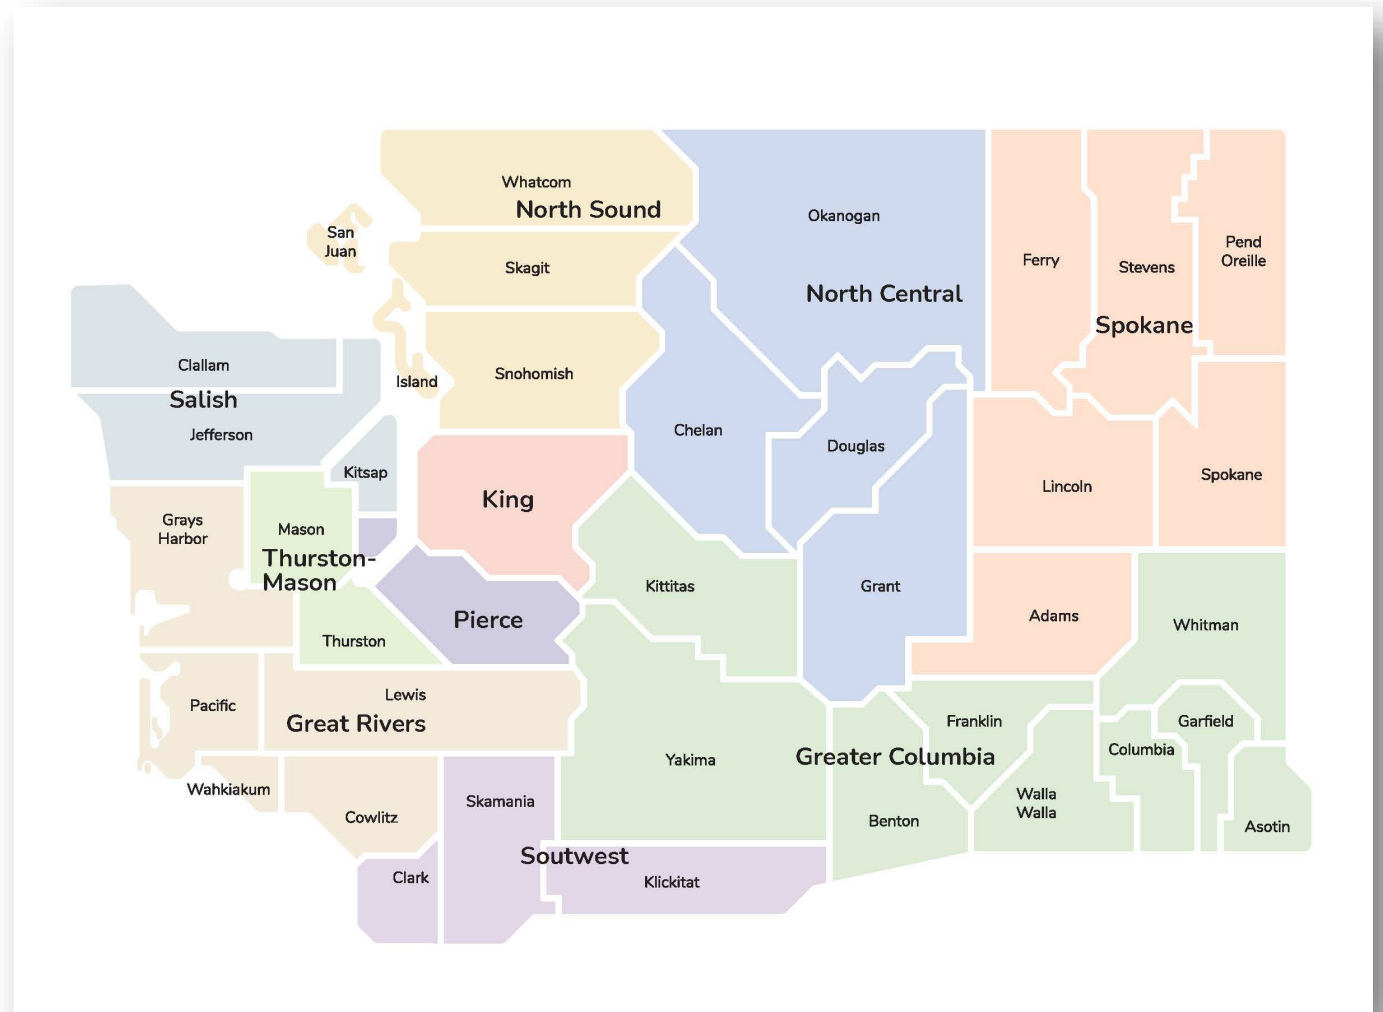 Whatcom
North Sound
Okanogan
San
Juan
Skagit
Ferry
Stevens
Pend
Oreille
North Central
Spokane
Clallam
Island
Snohomish
Salish
Jefferson
Chelan
Douglas
Kitsap
King
Lincoln
Spokane
Grays
Harbor
Mason
Thurston-
Mason
Kittitas
Grant
Adams
Whitman
Pierce
Thurston
Pacific
Lewis
Great Rivers
Franklin
Garfield
Columbia
Yakima
Greater Columbia
Wahkiakum
Cowlitz
Skamania
Benton
Walla
Walla
Asotin
Soutwest
Clark
Klickitat